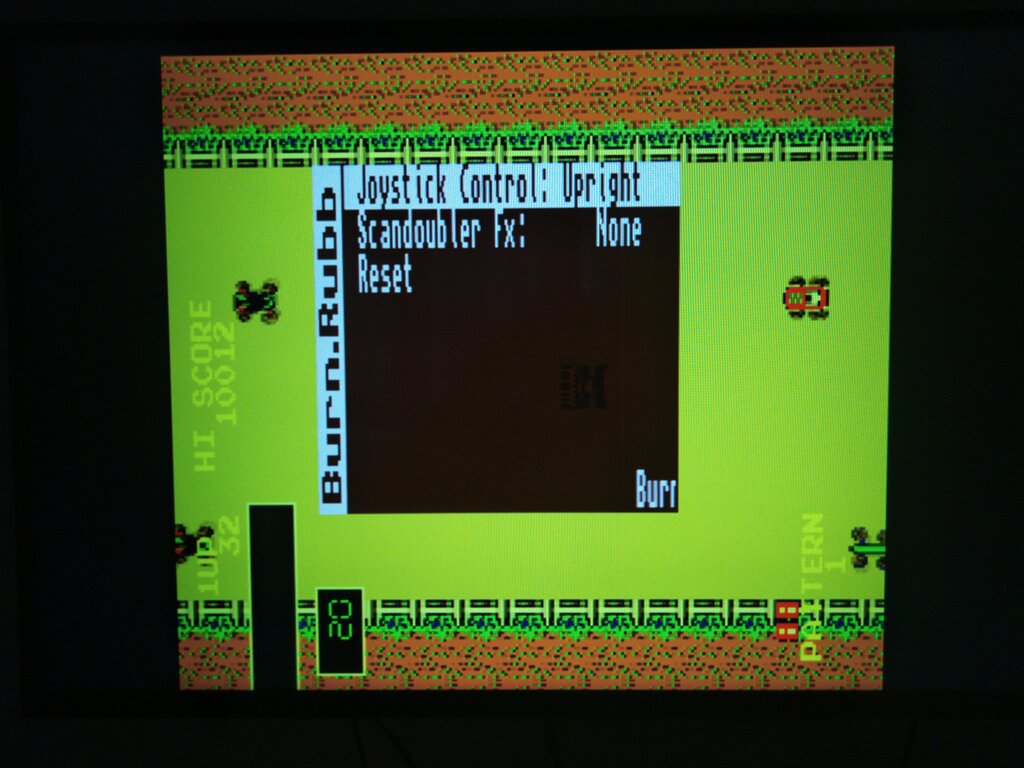 Joystick Control: Upright
Scandoubler Fx: None
Reset
Burr
Burn.Rubb
HI SCORE
10012
1UP
32
20
PATTERN
1